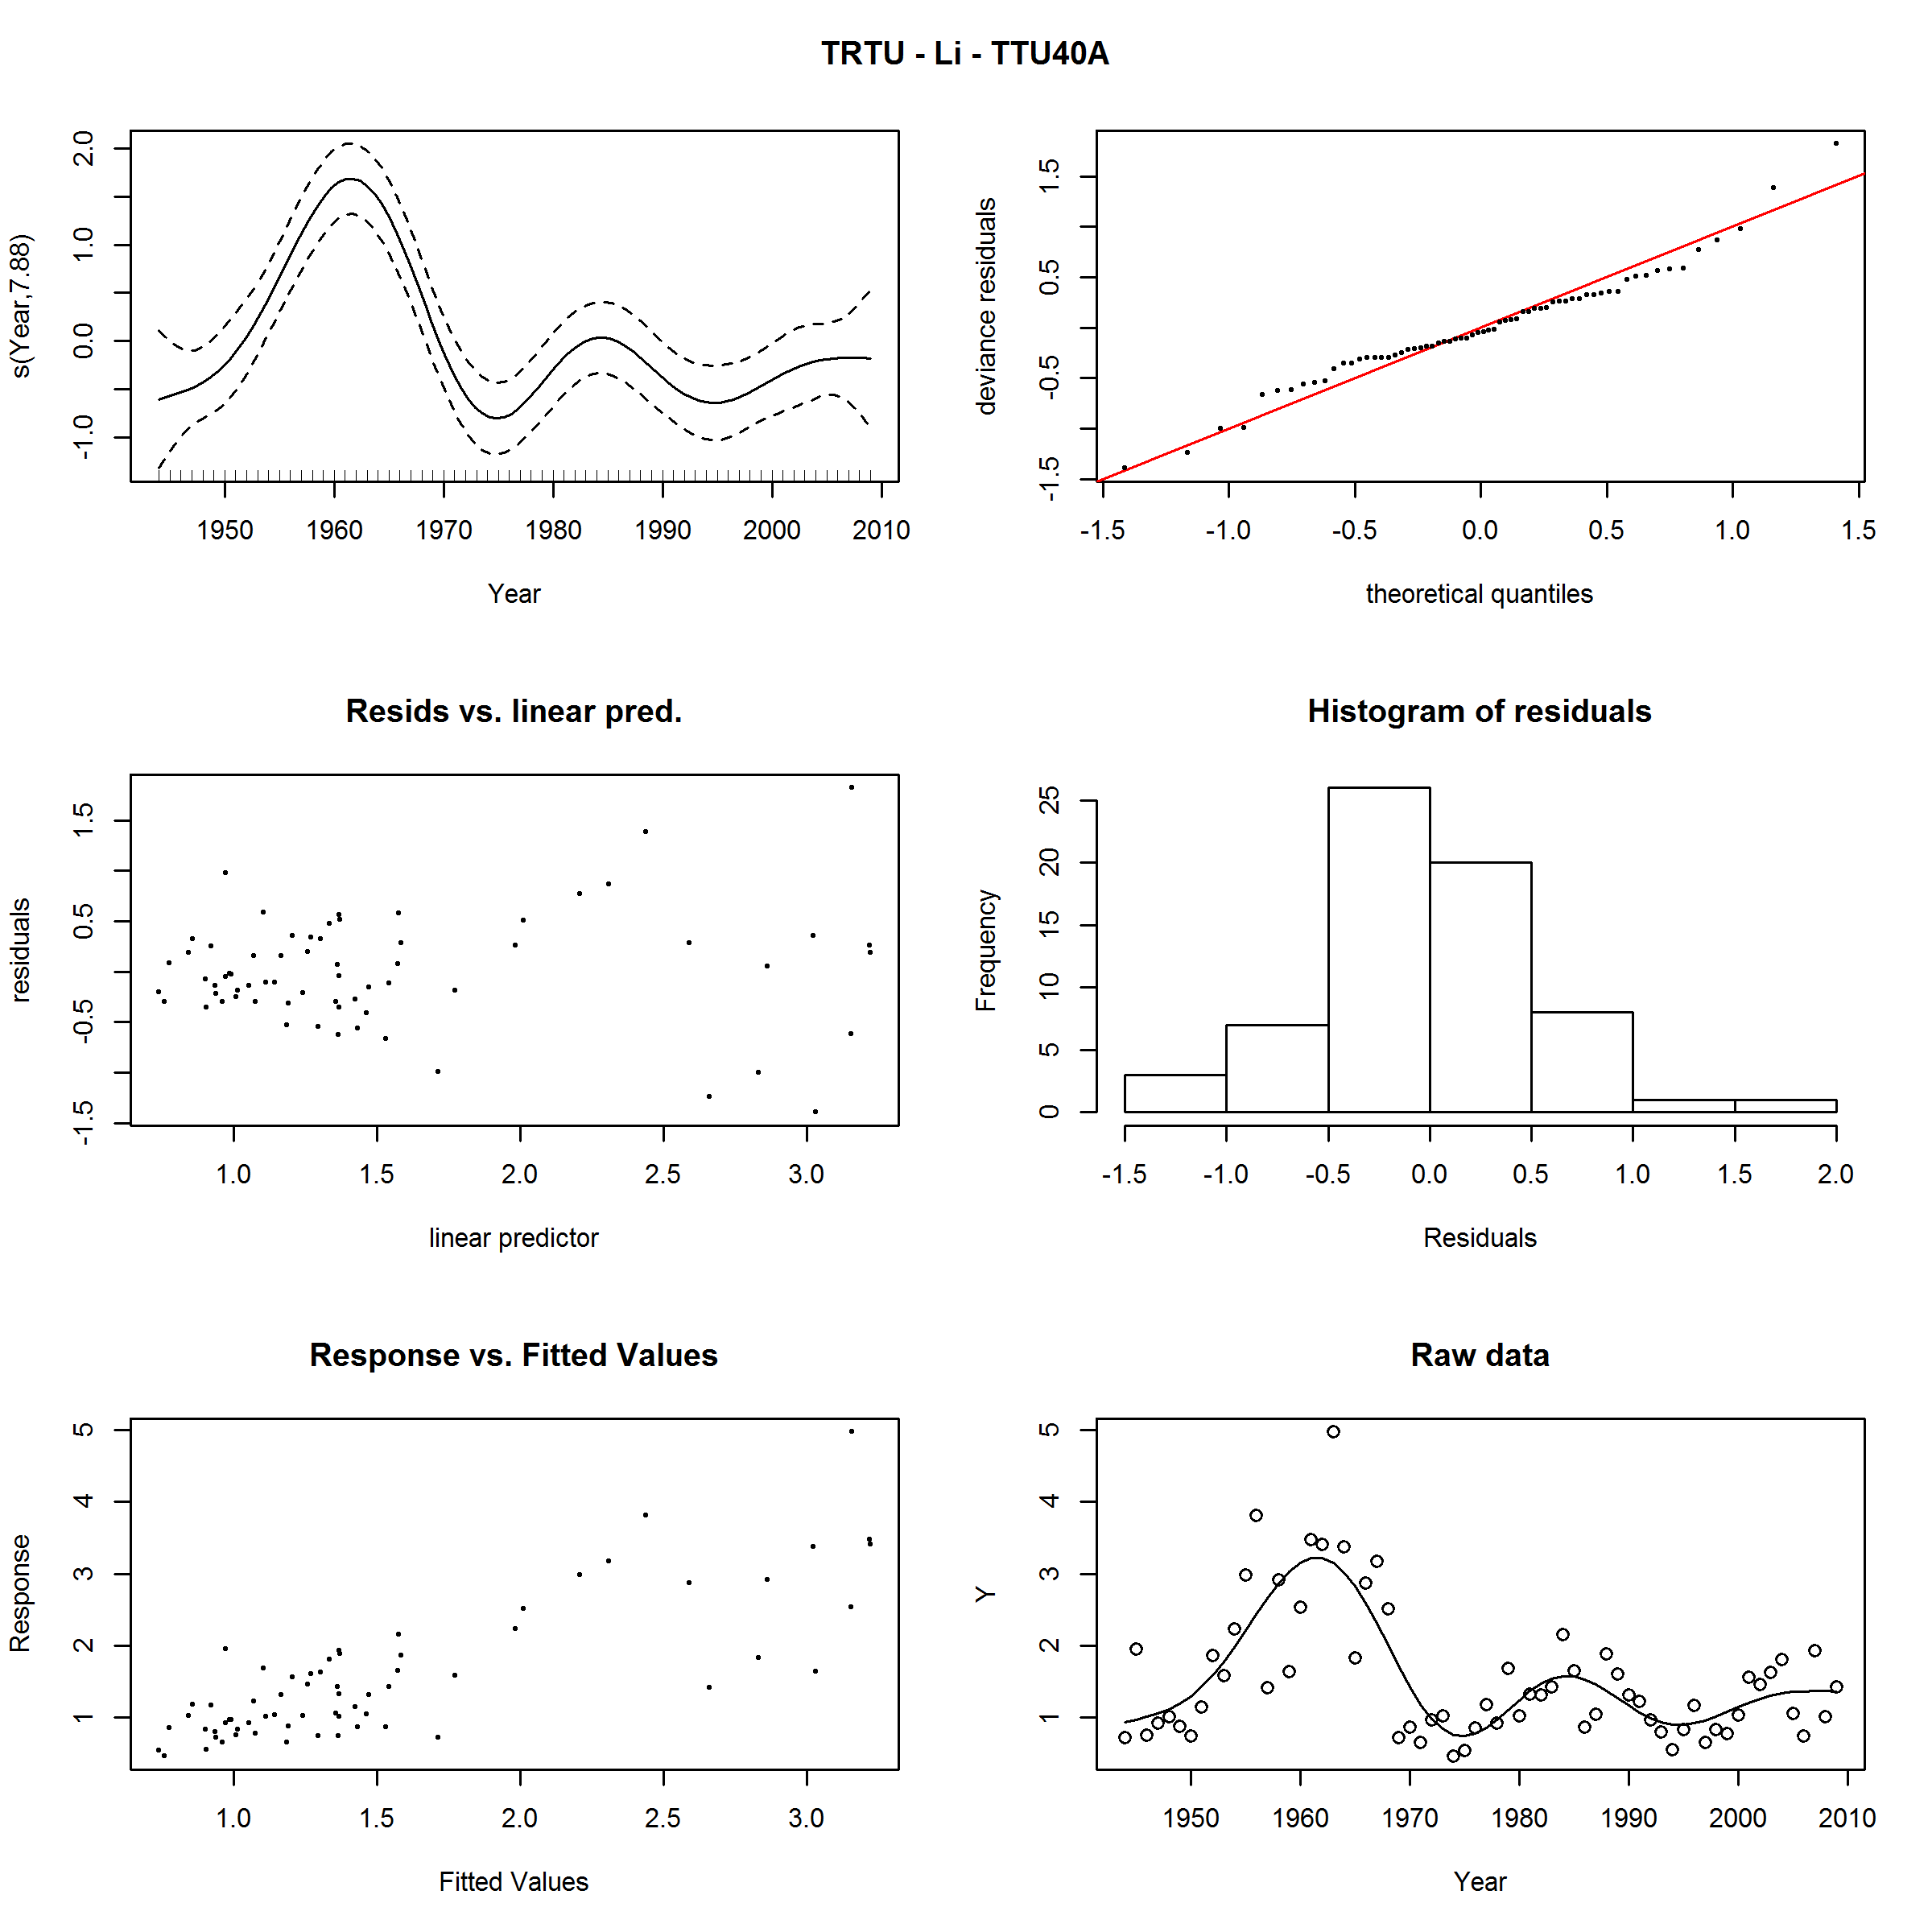 TRTU - Li - TTU40A
s(Year,7.88)
2.0
1.0
0.0
-1.0
1950 1960 1970 1980 1990 2000 2010
Year
deviance residuals
1.5
0.5
-0.5
-1.5
-1.5 -1.0 -0.5 0.0 0.5 1.0 1.5
theoretical quantiles
Resids vs. linear pred.
residuals
1.5
0.5
-0.5
-1.5
1.0 1.5 2.0 2.5 3.0
linear predictor
Histogram of residuals
Frequency
25
20
15
10
5
0
-1.5 -1.0 -0.5 0.0 0.5 1.0 1.5 2.0
Residuals
Response vs. Fitted Values
Response
5
4
3
2
1
1.0 1.5 2.0 2.5 3.0
Fitted Values
Raw data
Y
5
4
3
2
1
1950 1960 1970 1980 1990 2000 2010
Year